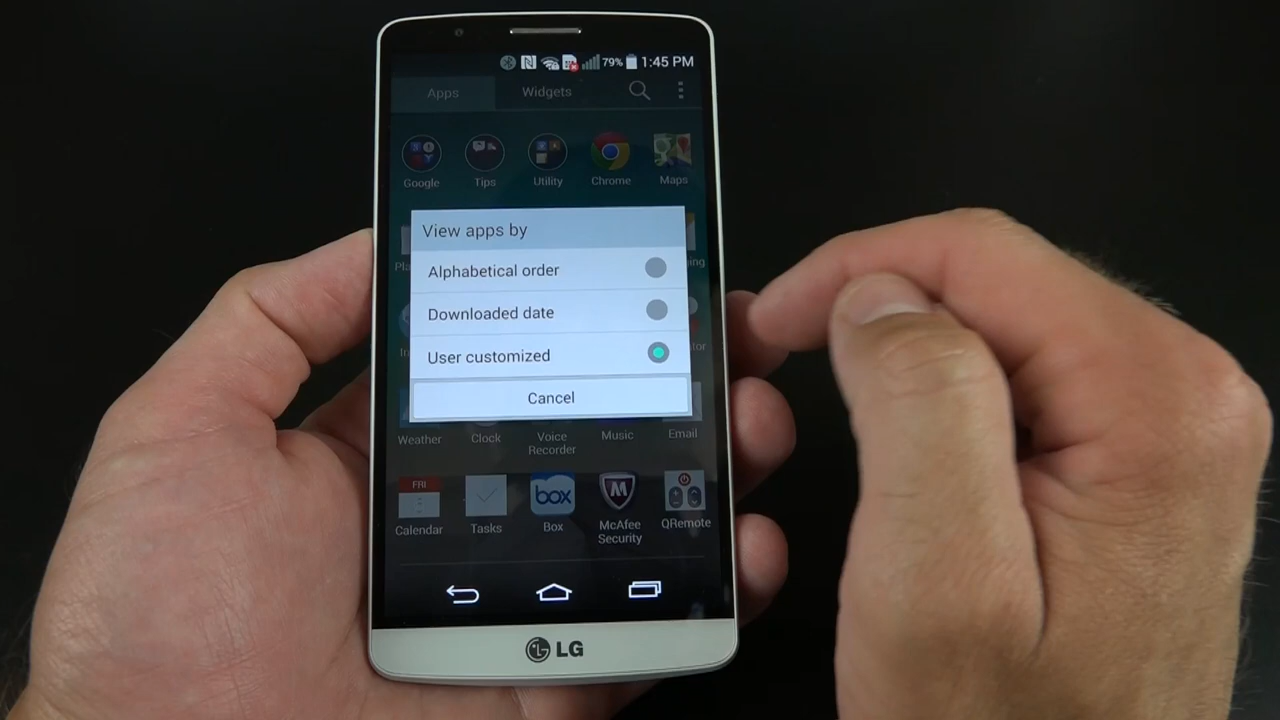 79% 1:45 PM
Apps Widgets
Google Tips Utility Chrome Maps
View apps by
Alphabetical order
Downloaded date
User customized
Cancel
Weather Clock Voice Recorder Music Email
FRI
box
Calendar Tasks Box McAfee Security QRemote
LG